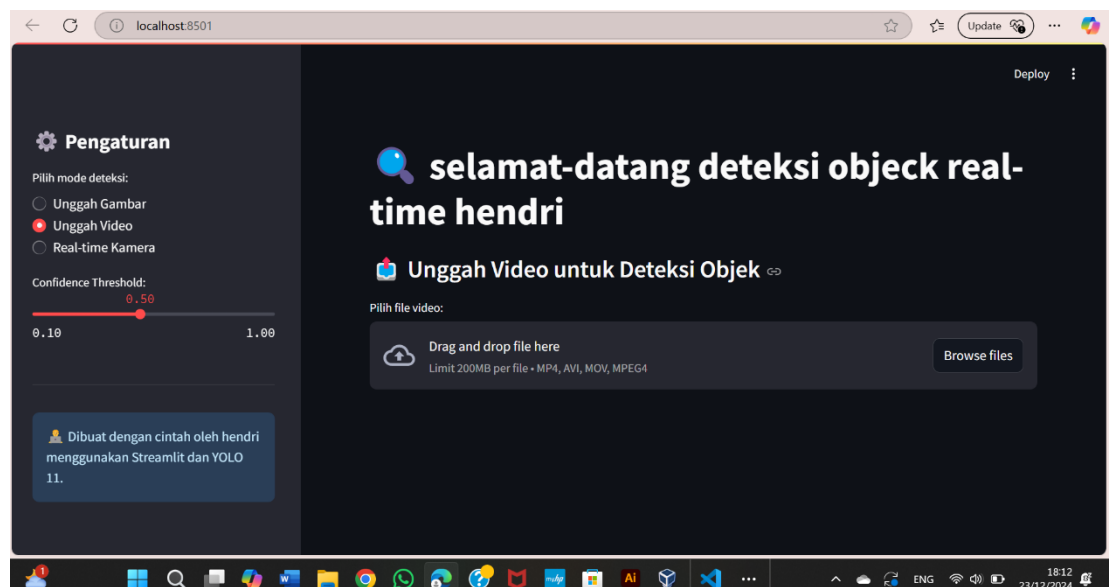 localhost:8501
Update
Deploy
Pengaturan
Pilih mode deteksi:
Unggah Gambar
Unggah Video
Real-time Kamera
Confidence Threshold:
0.50
0.10 1.00
Dibuat dengan cintah oleh hendri
menggunakan Streamlit dan YOLO
11.
selamat-datang deteksi objeck real-
time hendri
Unggah Video untuk Deteksi Objek
Pilih file video:
Drag and drop file here
Limit 200MB per file • MP4, AVI, MOV, MPEG4
Browse files
1
Ai
ENG
18:12
23/12/2024